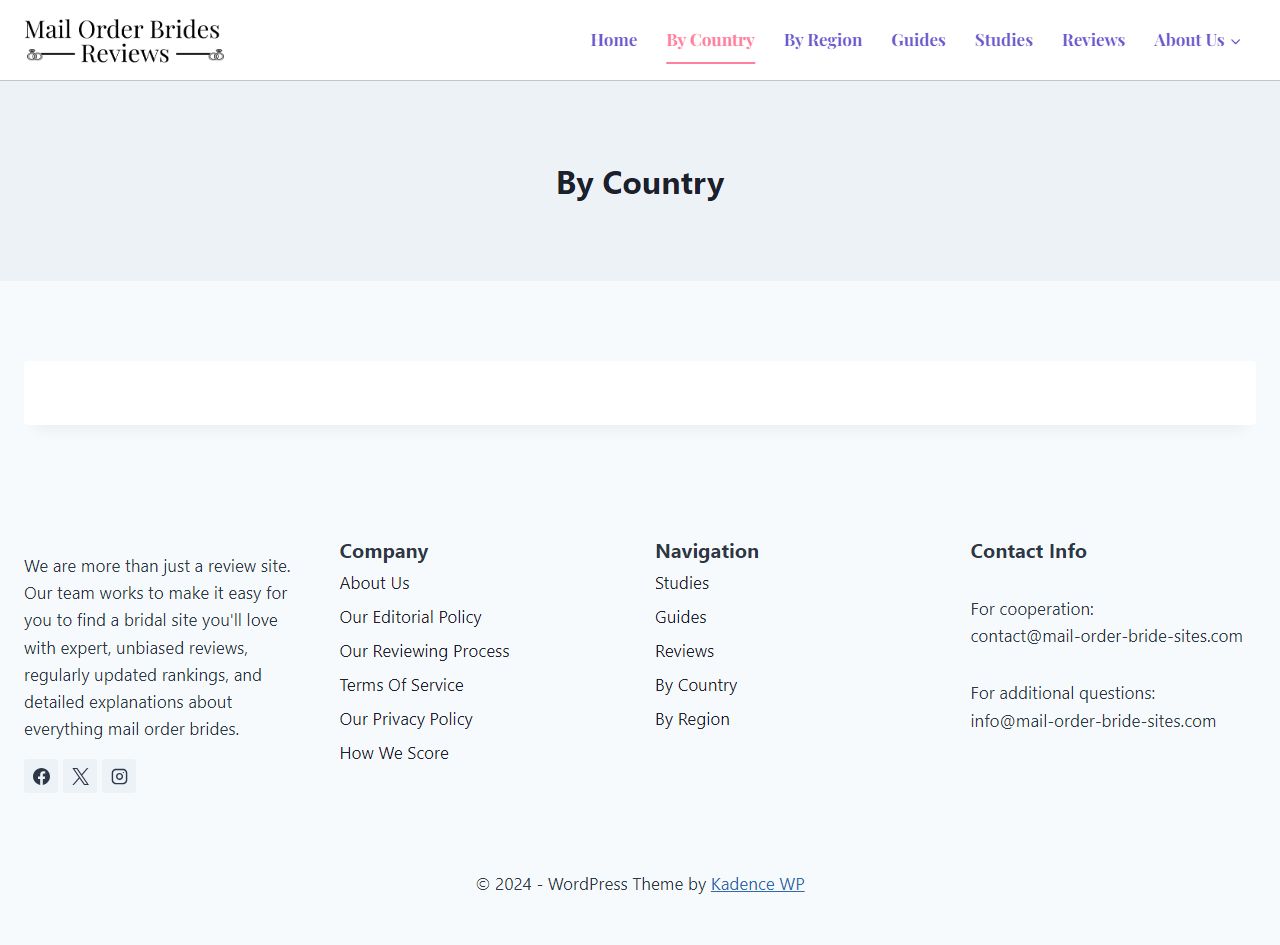 Mail Order Brides
Reviews
Home
By Country
By Region
Guides
Studies
Reviews
About Us
By Country
We are more than just a review site.
Our team works to make it easy for
you to find a bridal site you'll love
with expert, unbiased reviews,
regularly updated rankings, and
detailed explanations about
everything mail order brides.
Company
About Us
Our Editorial Policy
Our Reviewing Process
Terms Of Service
Our Privacy Policy
How We Score
Navigation
Studies
Guides
Reviews
By Country
By Region
Contact Info
For cooperation:
contact@mail-order-bride-sites.com
For additional questions:
info@mail-order-bride-sites.com
© 2024 - WordPress Theme by Kadence WP